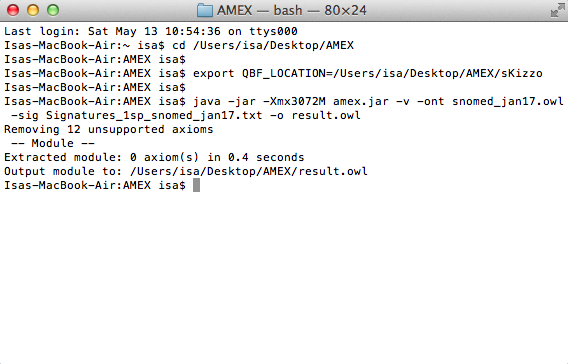 AMEX — bash — 80×24
Last login: Sat May 13 10:54:36 on ttys000
Isas-MacBook-Air:~ isa$ cd /Users/isa/Desktop/AMEX
Isas-MacBook-Air:AMEX isa$
Isas-MacBook-Air:AMEX isa$ export QBF_LOCATION=/Users/isa/Desktop/AMEX/sKizzo
Isas-MacBook-Air:AMEX isa$
Isas-MacBook-Air:AMEX isa$ java -jar -Xmx3072M amex.jar -v -ont snomed_jan17.owl
 -sig Signatures_1sp_snomed_jan17.txt -o result.owl
Removing 12 unsupported axioms
 -- Module --
Extracted module: 0 axiom(s) in 0.4 seconds
Output module to: /Users/isa/Desktop/AMEX/result.owl
Isas-MacBook-Air:AMEX isa$